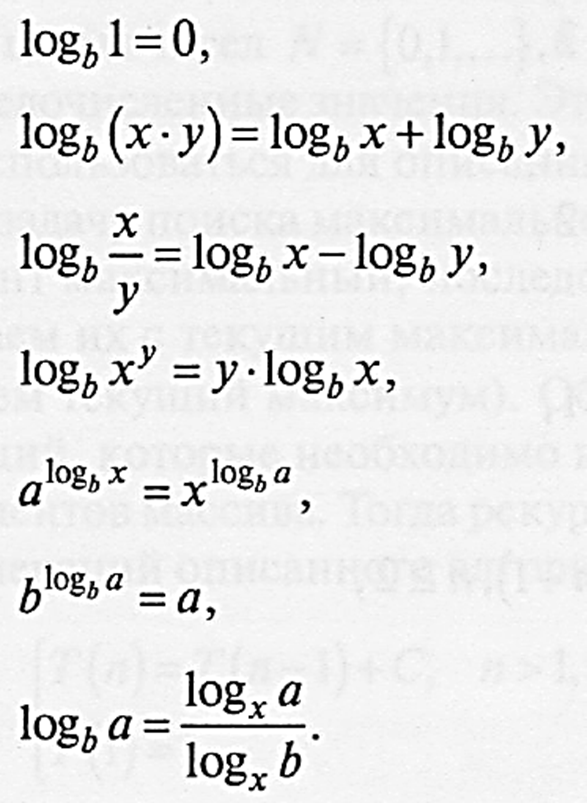 log_b 1 = 0,
log_b (x · y) = log_b x + log_b y,
log_b x/y = log_b x − log_b y,
log_b x^y = y · log_b x,
a^(log_b x) = x^(log_b a),
b^(log_b a) = a,
log_b a = log_x a / log_x b.